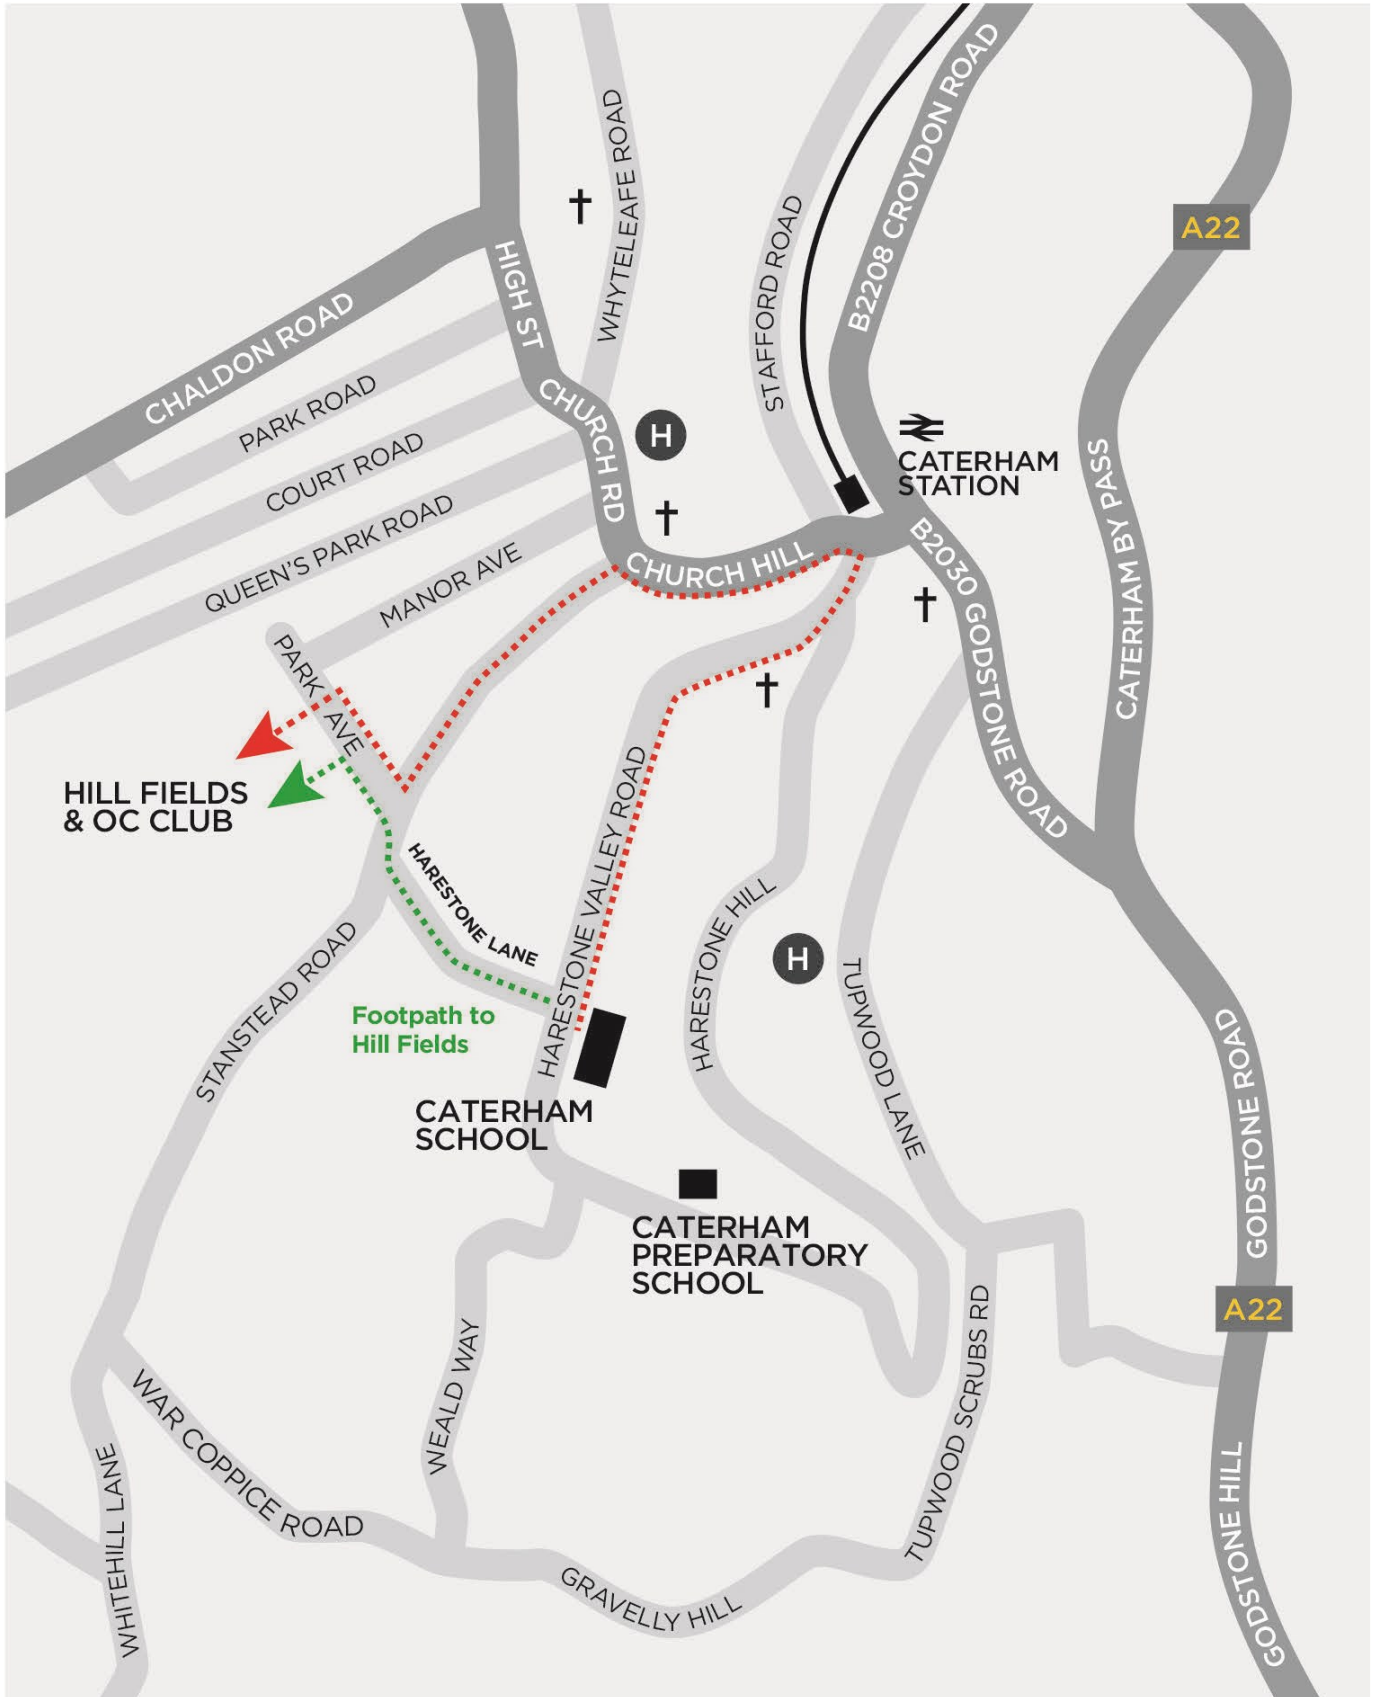 WHYTELEAFE ROAD
STAFFORD ROAD
B2208 CROYDON ROAD
A22
HIGH ST
CHALDON ROAD
PARK ROAD
COURT ROAD
QUEEN'S PARK ROAD
MANOR AVE
CHURCH RD
H
CATERHAM
STATION
CHURCH HILL
B2030 GODSTONE ROAD
CATERHAM BY PASS
PARK AVE
HILL FIELDS
& OC CLUB
HARESTONE LANE
HARESTONE VALLEY ROAD
HARESTONE HILL
H
TUPWOOD LANE
STANSTEAD ROAD
Footpath to
Hill Fields
CATERHAM
SCHOOL
CATERHAM
PREPARATORY
SCHOOL
GODSTONE ROAD
A22
WEALD WAY
TUPWOOD SCRUBS RD
WAR COPPICE ROAD
WHITEHILL LANE
GRAVELLY HILL
GODSTONE HILL